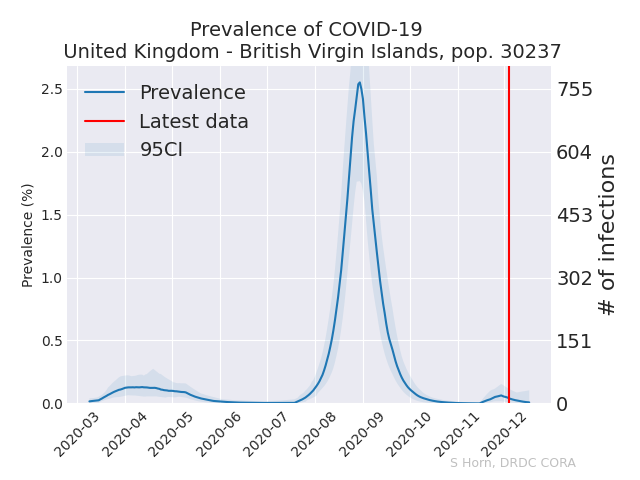 Prevalence of COVID-19
United Kingdom - British Virgin Islands, pop. 30237
Prevalence
Latest data
95CI
Prevalence (%)
2.5
2.0
1.5
1.0
0.5
0.0
755
604
453
302
151
0
# of infections
2020-03
2020-04
2020-05
2020-06
2020-07
2020-08
2020-09
2020-10
2020-11
2020-12
S Horn, DRDC CORA